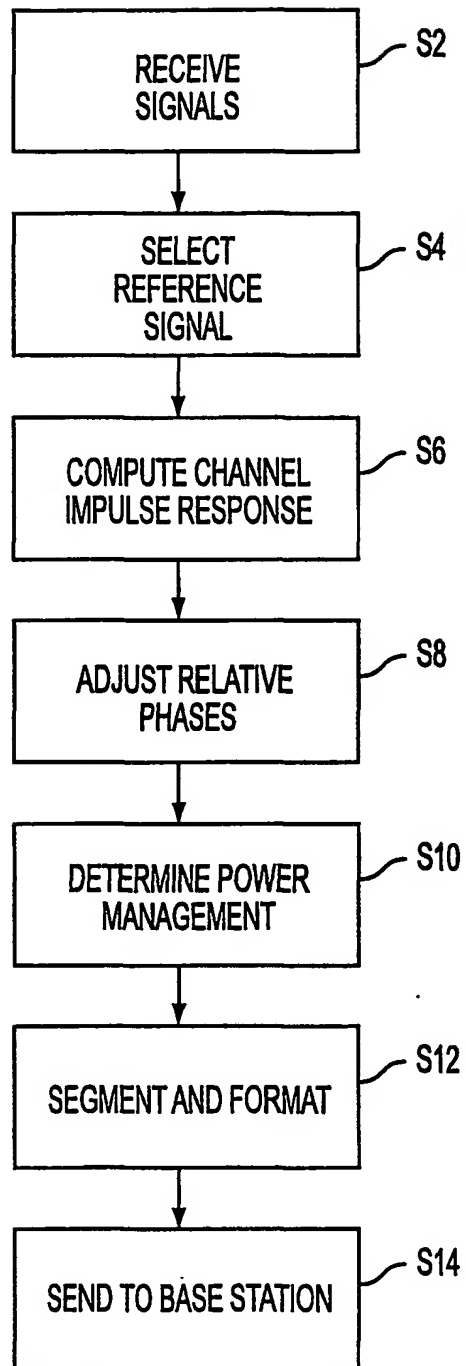 RECEIVE
SIGNALS
S2
SELECT
REFERENCE
SIGNAL
S4
COMPUTE CHANNEL
IMPULSE RESPONSE
S6
ADJUST RELATIVE
PHASES
S8
DETERMINE POWER
MANAGEMENT
S10
SEGMENT AND FORMAT
S12
SEND TO BASE STATION
S14